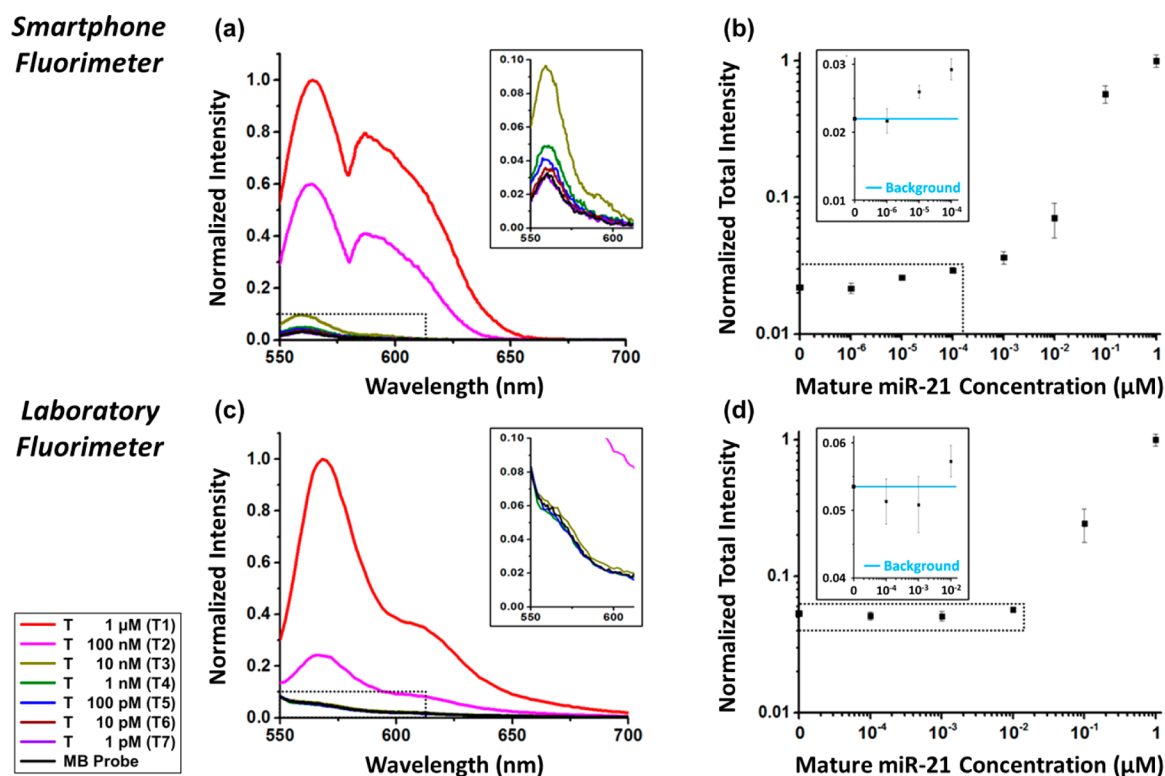 Smartphone
Fluorimeter
(a)
Normalized Intensity
1.0
0.8
0.6
0.4
0.2
0.0
550
600
650
700
Wavelength (nm)
0.10
0.08
0.06
0.04
0.02
0.00
550
600
(b)
Normalized Total Intensity
1
0.1
0.01
0
10⁻⁶
10⁻⁵
10⁻⁴
10⁻³
10⁻²
10⁻¹
1
Mature miR-21 Concentration (µM)
0.03
0.02
0.01
Background
0
10⁻⁶
10⁻⁵
10⁻⁴
Laboratory
Fluorimeter
(c)
Normalized Intensity
1.0
0.8
0.6
0.4
0.2
0.0
550
600
650
700
Wavelength (nm)
0.10
0.08
0.06
0.04
0.02
0.00
550
600
(d)
Normalized Total Intensity
1
0.1
0.01
0
10⁻⁴
10⁻³
10⁻²
10⁻¹
1
Mature miR-21 Concentration (µM)
0.06
0.05
0.04
Background
0
10⁻⁴
10⁻³
10⁻²
T 1 µM (T1)
T 100 nM (T2)
T 10 nM (T3)
T 1 nM (T4)
T 100 pM (T5)
T 10 pM (T6)
T 1 pM (T7)
MB Probe